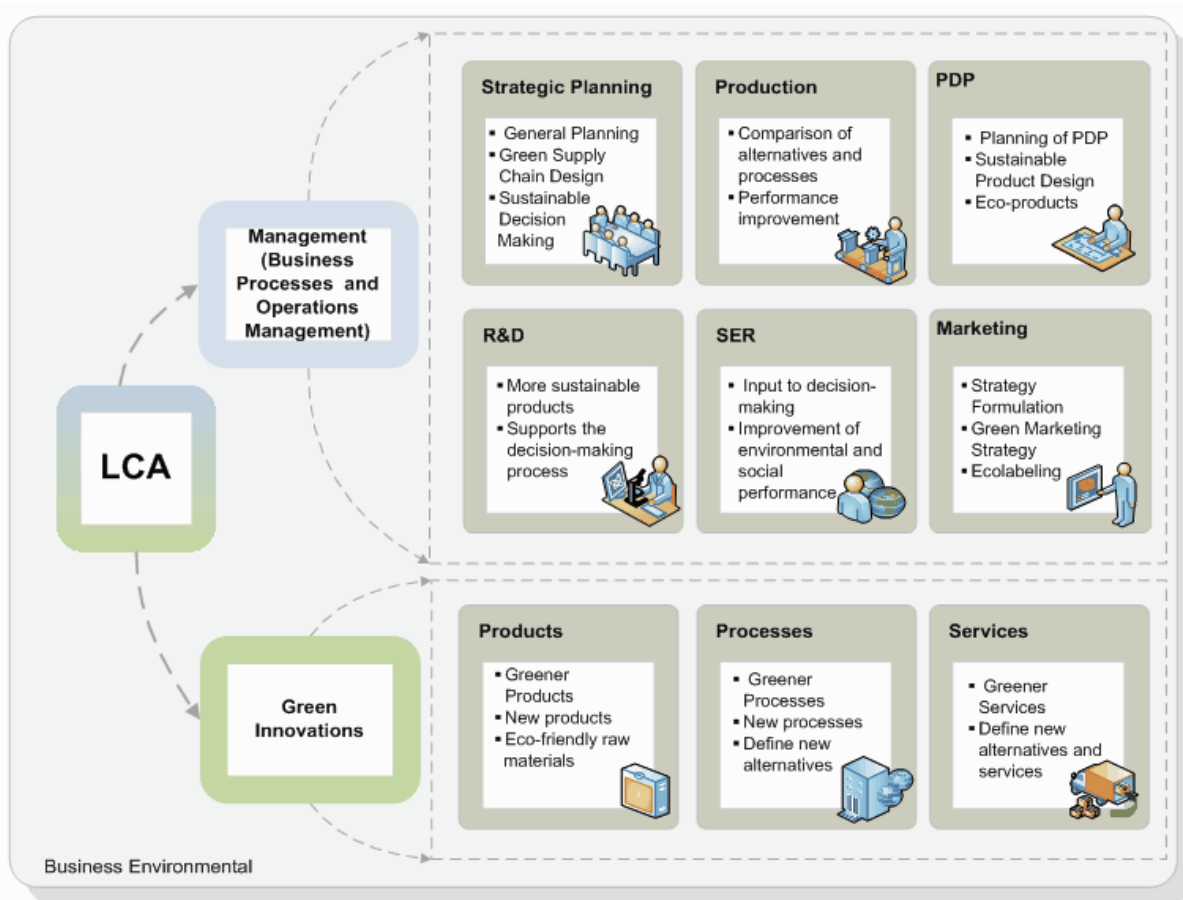 Strategic Planning
▪ General Planning
▪ Green Supply
Chain Design
▪ Sustainable
Decision
Making
Production
▪ Comparison of
alternatives and
processes
▪ Performance
improvement
PDP
▪ Planning of PDP
▪ Sustainable
Product Design
▪ Eco-products
Management
(Business
Processes and
Operations
Management)
R&D
▪ More sustainable
products
▪ Supports the
decision-making
process
SER
▪ Input to decision-
making
▪ Improvement of
environmental and
social
performance
Marketing
▪ Strategy
Formulation
▪ Green Marketing
Strategy
▪ Ecolabeling
LCA
Green
Innovations
Products
▪ Greener
Products
▪ New products
▪ Eco-friendly raw
materials
Processes
▪ Greener
Processes
▪ New processes
▪ Define new
alternatives
Services
▪ Greener
Services
▪ Define new
alternatives and
services
Business Environmental